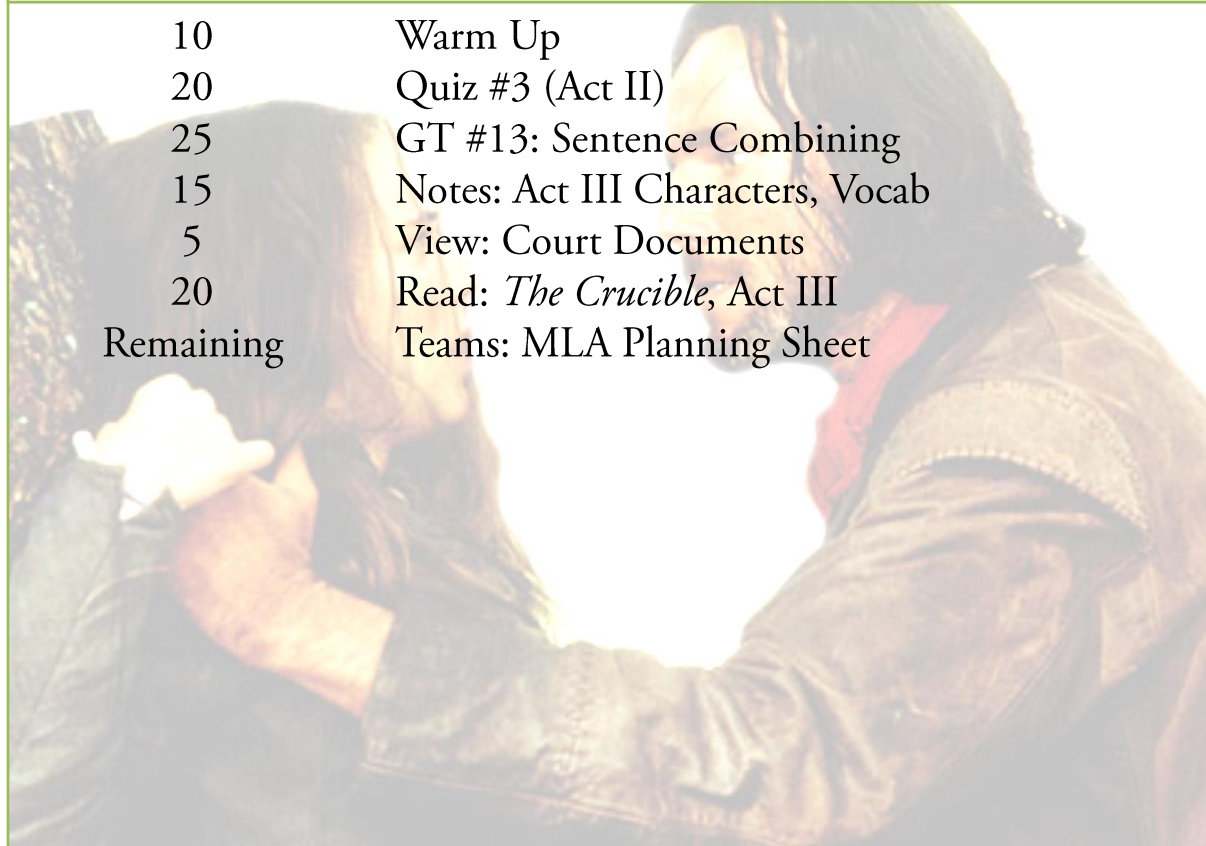 10 Warm Up
20 Quiz #3 (Act II)
25 GT #13: Sentence Combining
15 Notes: Act III Characters, Vocab
5 View: Court Documents
20 Read: The Crucible, Act III
Remaining Teams: MLA Planning Sheet